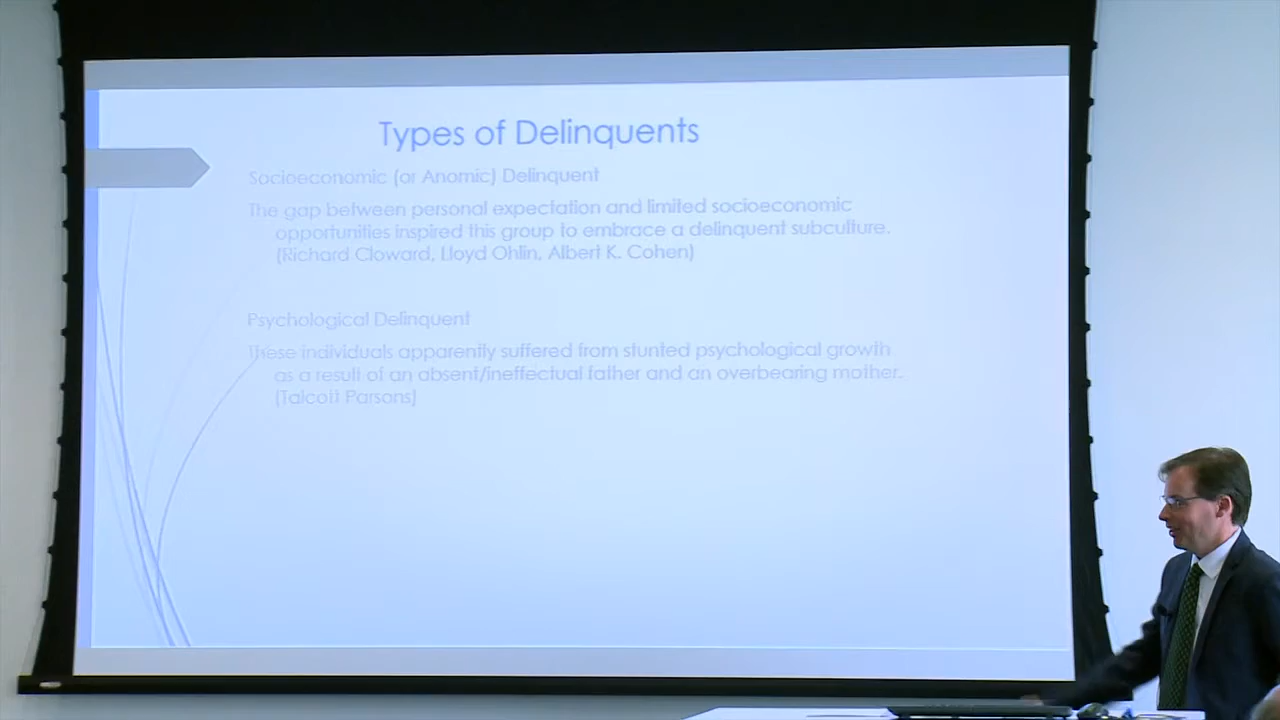 Types of Delinquents
Socioeconomic (or Anomic) Delinquent
The gap between personal expectation and limited socioeconomic
opportunities inspired this group to embrace a delinquent subculture.
(Richard Cloward, Lloyd Ohlin, Albert K. Cohen)
Psychological Delinquent
These individuals apparently suffered from stunted psychological growth
as a result of an absent/ineffectual father and an overbearing mother.
(Talcott Parsons)